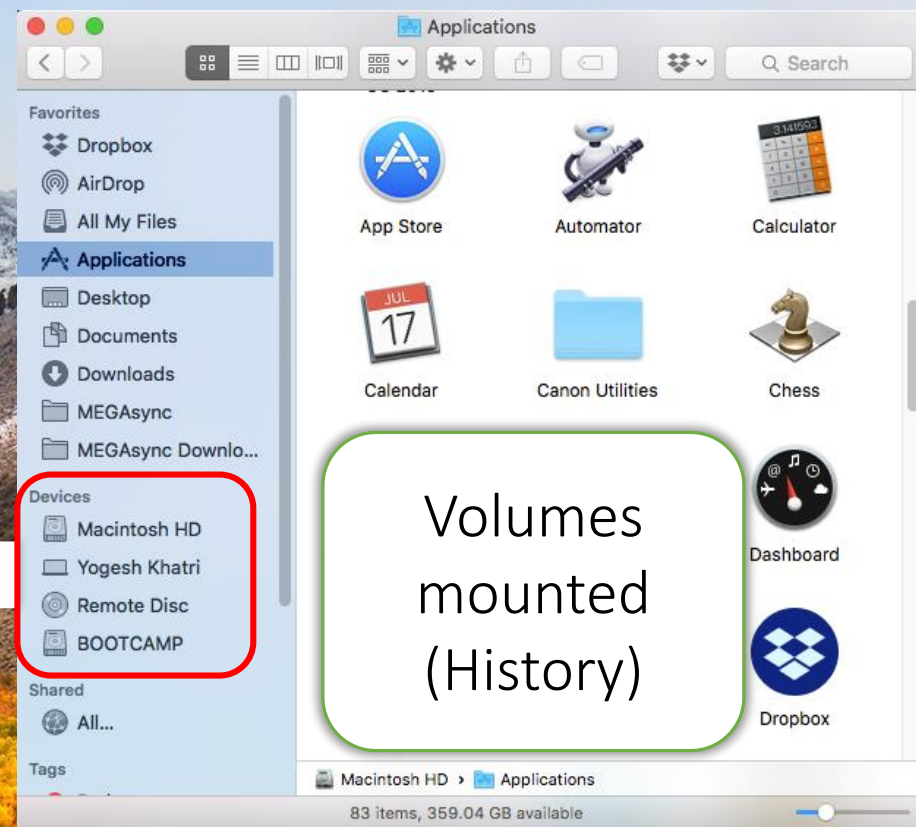 Applications
Search
Favorites
Dropbox
AirDrop
All My Files
Applications
Desktop
Documents
Downloads
MEGAsync
MEGAsync Downlo...
Devices
Macintosh HD
Yogesh Khatri
Remote Disc
BOOTCAMP
Shared
All...
Tags
App Store
Automator
3.141593
Calculator
JUL
17
Calendar
Canon Utilities
Chess
Volumes
mounted
(History)
Dashboard
Dropbox
Macintosh HD › Applications
83 items, 359.04 GB available